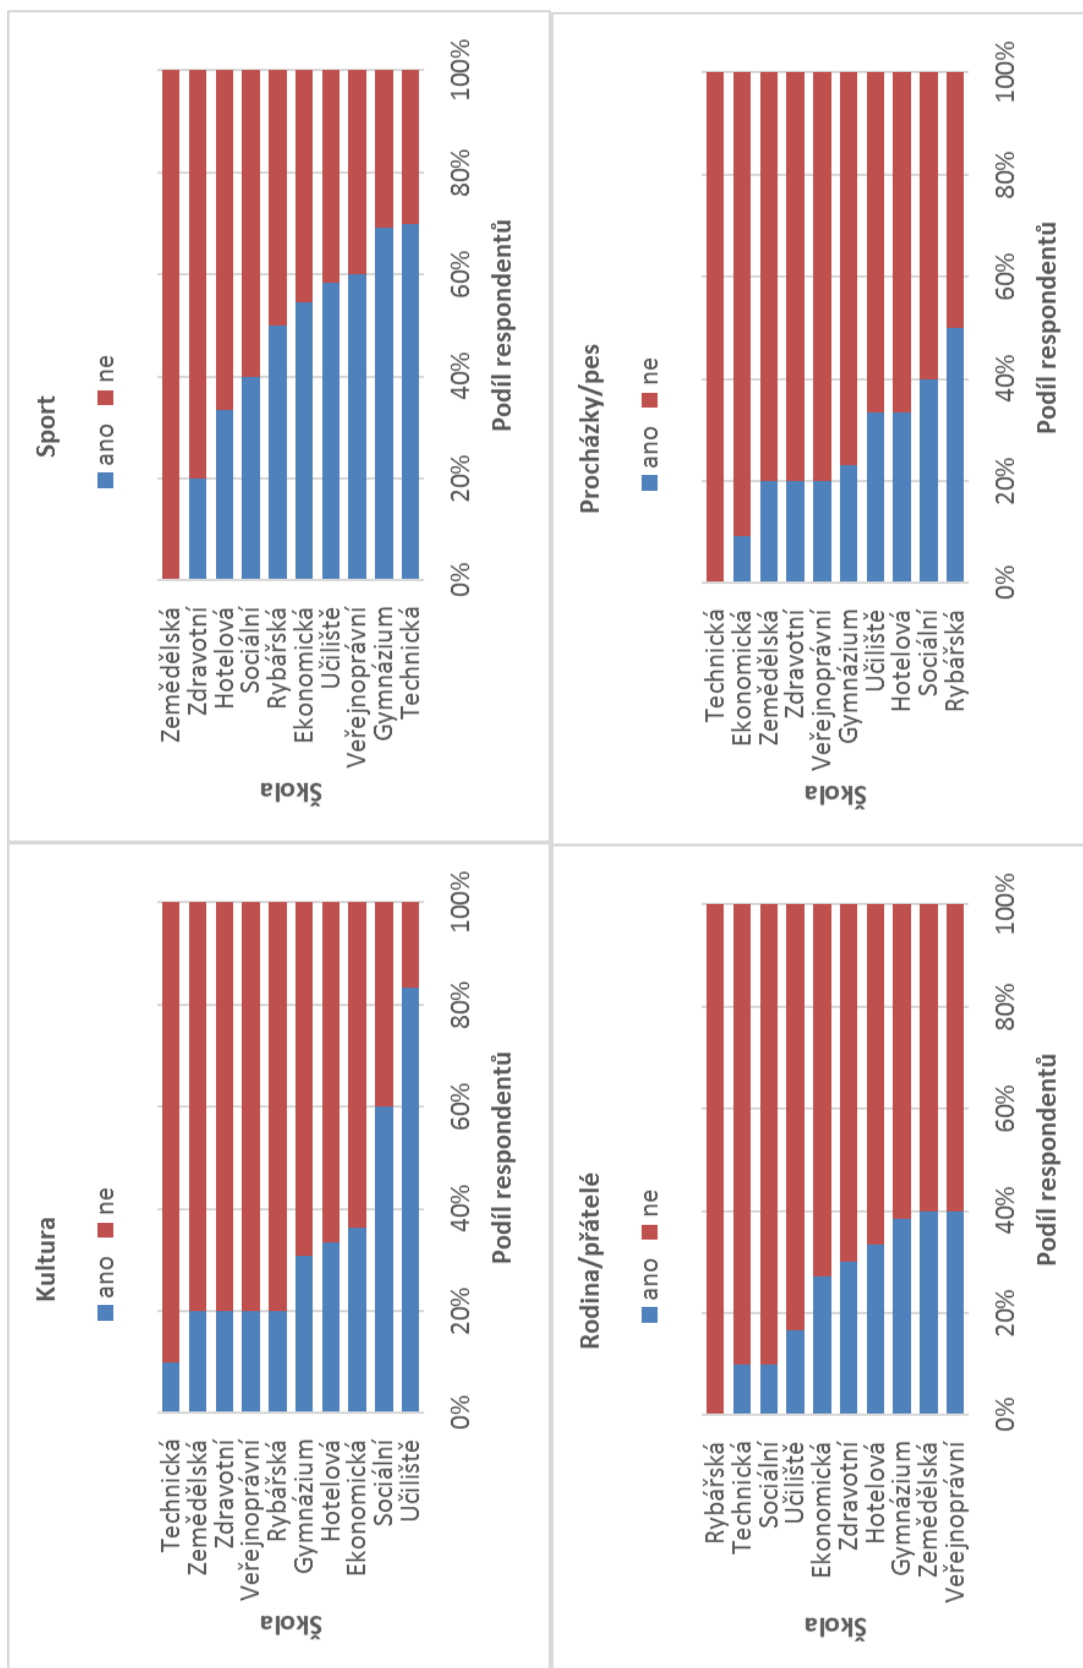 Kultura
ano ne
Škola
Technická
Zemědělská
Zdravotní
Veřejnoprávní
Rybářská
Gymnázium
Hotelová
Ekonomická
Sociální
Učiliště
0% 20% 40% 60% 80% 100%
Podíl respondentů
Sport
ano ne
Škola
Zemědělská
Zdravotní
Hotelová
Sociální
Rybářská
Ekonomická
Učiliště
Veřejnoprávní
Gymnázium
Technická
0% 20% 40% 60% 80% 100%
Podíl respondentů
Rodina/přátelé
ano ne
Škola
Rybářská
Technická
Sociální
Učiliště
Ekonomická
Zdravotní
Hotelová
Gymnázium
Zemědělská
Veřejnoprávní
0% 20% 40% 60% 80% 100%
Podíl respondentů
Procházky/pes
ano ne
Škola
Technická
Ekonomická
Zemědělská
Zdravotní
Veřejnoprávní
Gymnázium
Učiliště
Hotelová
Sociální
Rybářská
0% 20% 40% 60% 80% 100%
Podíl respondentů